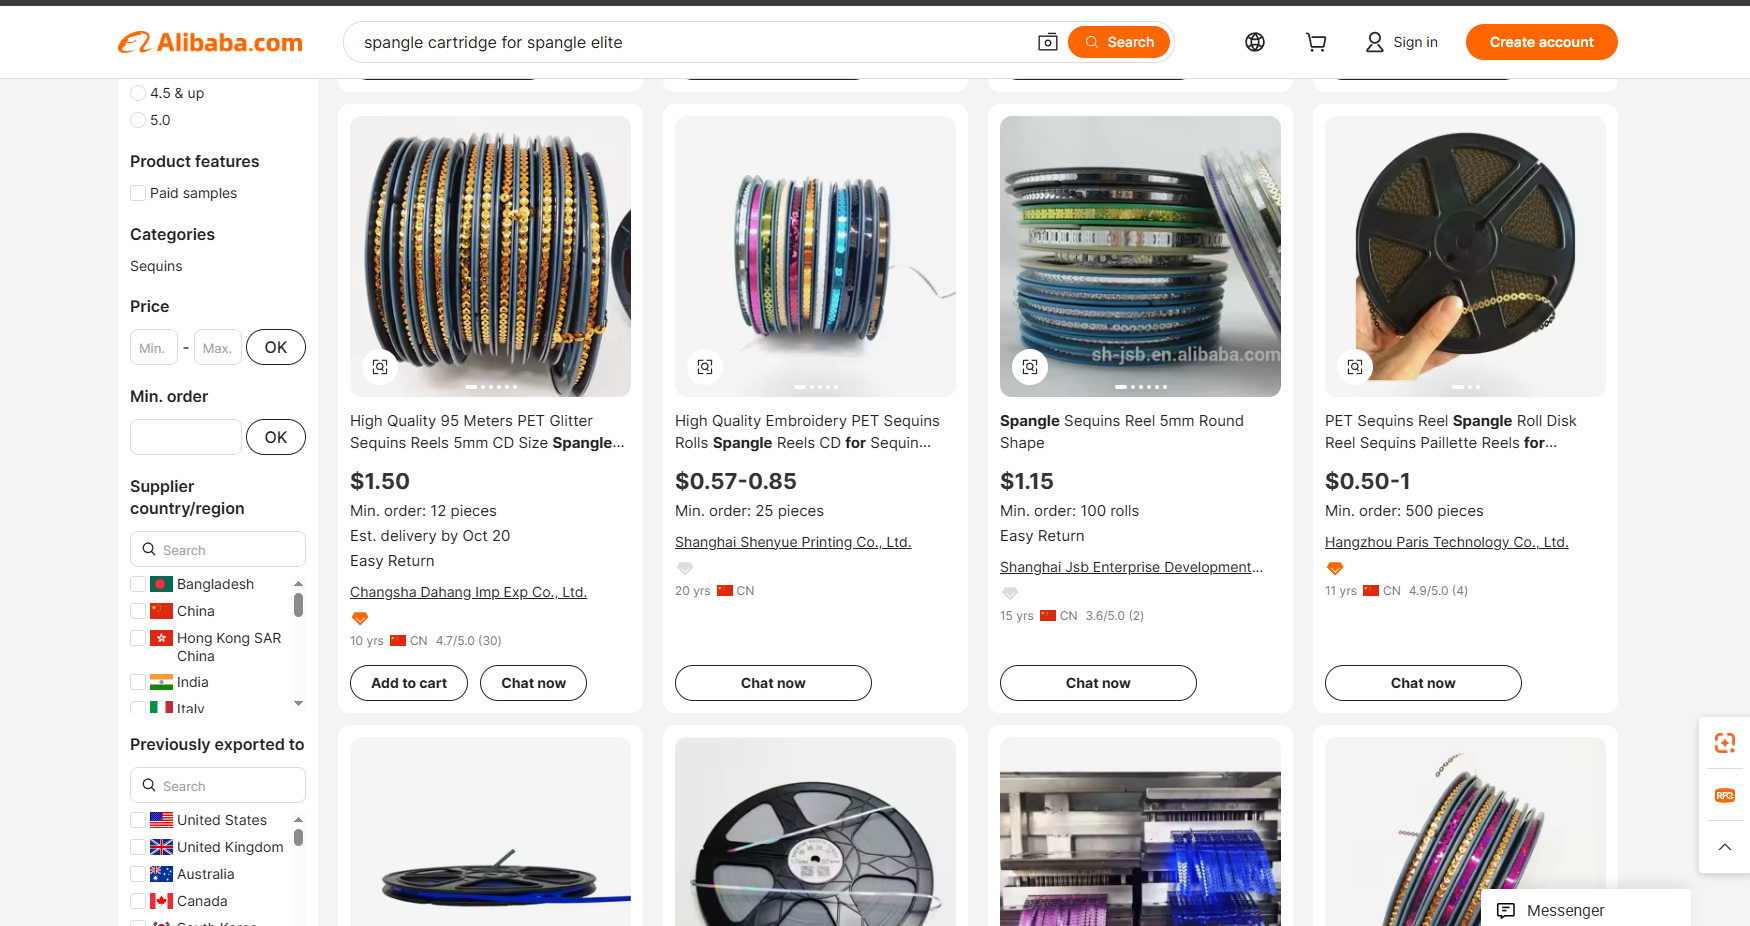 Alibaba.com
spangle cartridge for spangle elite
Search
Sign in
Create account
4.5 & up
5.0
Product features
Paid samples
Categories
Sequins
Price
Min.
-
Max.
OK
Min. order
OK
Supplier
country/region
Search
Bangladesh
China
Hong Kong SAR
China
India
Italy
Previously exported to
Search
United States
United Kingdom
Australia
Canada
South Korea
High Quality 95 Meters PET Glitter
Sequins Reels 5mm CD Size Spangle...
$1.50
Min. order: 12 pieces
Est. delivery by Oct 20
Easy Return
Changsha Dahang Imp Exp Co., Ltd.
10 yrs CN 4.7/5.0 (30)
Add to cart
Chat now
High Quality Embroidery PET Sequins
Rolls Spangle Reels CD for Sequin...
$0.57-0.85
Min. order: 25 pieces
Shanghai Shenyue Printing Co., Ltd.
20 yrs CN
Chat now
sh-jsb.en.alibaba.com
Spangle Sequins Reel 5mm Round
Shape
$1.15
Min. order: 100 rolls
Easy Return
Shanghai Jsb Enterprise Development...
15 yrs CN 3.6/5.0 (2)
Chat now
PET Sequins Reel Spangle Roll Disk
Reel Sequins Paillette Reels for...
$0.50-1
Min. order: 500 pieces
Hangzhou Paris Technology Co., Ltd.
11 yrs CN 4.9/5.0 (4)
Chat now
RFQ
Messenger